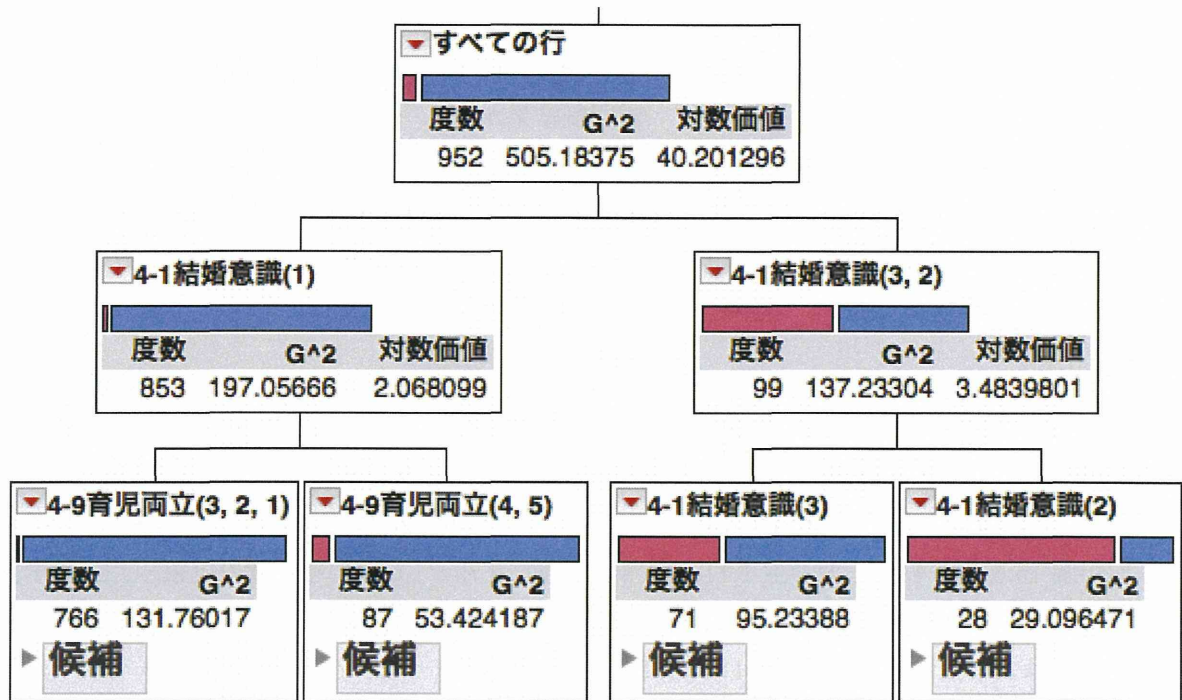 すべての行
度数 G^2 対数価値
952 505.18375 40.201296
4-1結婚意識(1)
度数 G^2 対数価値
853 197.05666 2.068099
4-1結婚意識(3, 2)
度数 G^2 対数価値
99 137.23304 3.4839801
4-9育児両立(3, 2, 1)
度数 G^2
766 131.76017
候補
4-9育児両立(4, 5)
度数 G^2
87 53.424187
候補
4-1結婚意識(3)
度数 G^2
71 95.23388
候補
4-1結婚意識(2)
度数 G^2
28 29.096471
候補